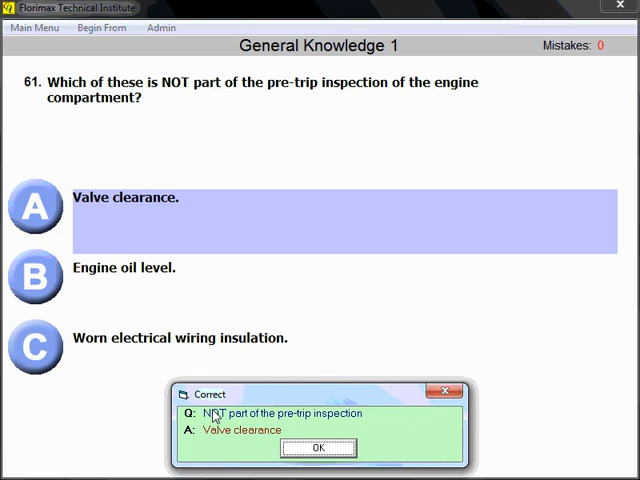 Florimax Technical Institute
Main Menu Begin From Admin
General Knowledge 1 Mistakes: 0
61. Which of these is NOT part of the pre-trip inspection of the engine
compartment?
A Valve clearance.
B Engine oil level.
C Worn electrical wiring insulation.
Correct
Q: NOT part of the pre-trip inspection
A: Valve clearance
OK